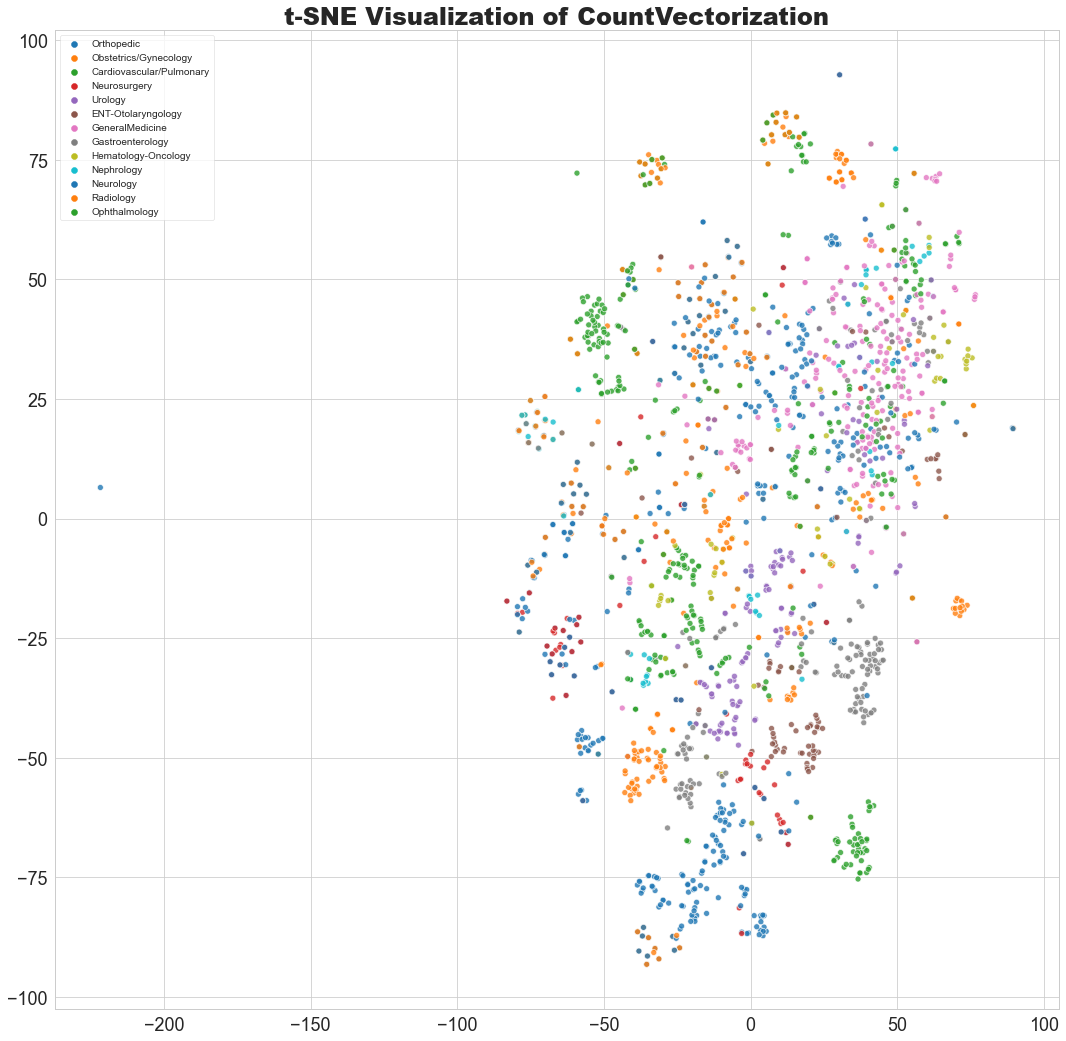 t-SNE Visualization of CountVectorization
100
75
50
25
0
−25
−50
−75
−100
Orthopedic
Obstetrics/Gynecology
Cardiovascular/Pulmonary
Neurosurgery
Urology
ENT-Otolaryngology
GeneralMedicine
Gastroenterology
Hematology-Oncology
Nephrology
Neurology
Radiology
Ophthalmology
−200 −150 −100 −50 0 50 100